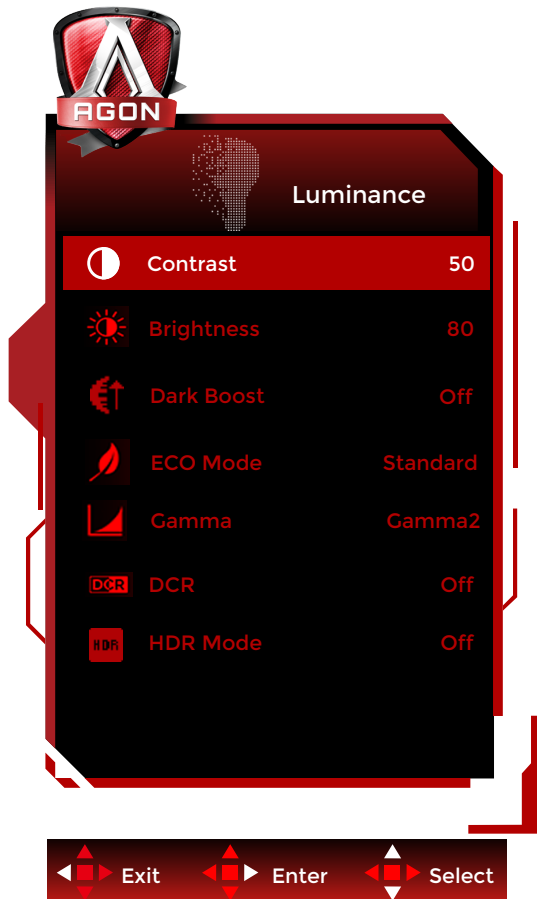 AGON
Luminance
Contrast 50
Brightness 80
Dark Boost Off
ECO Mode Standard
Gamma Gamma2
DCR DCR Off
HDR HDR Mode Off
Exit Enter Select